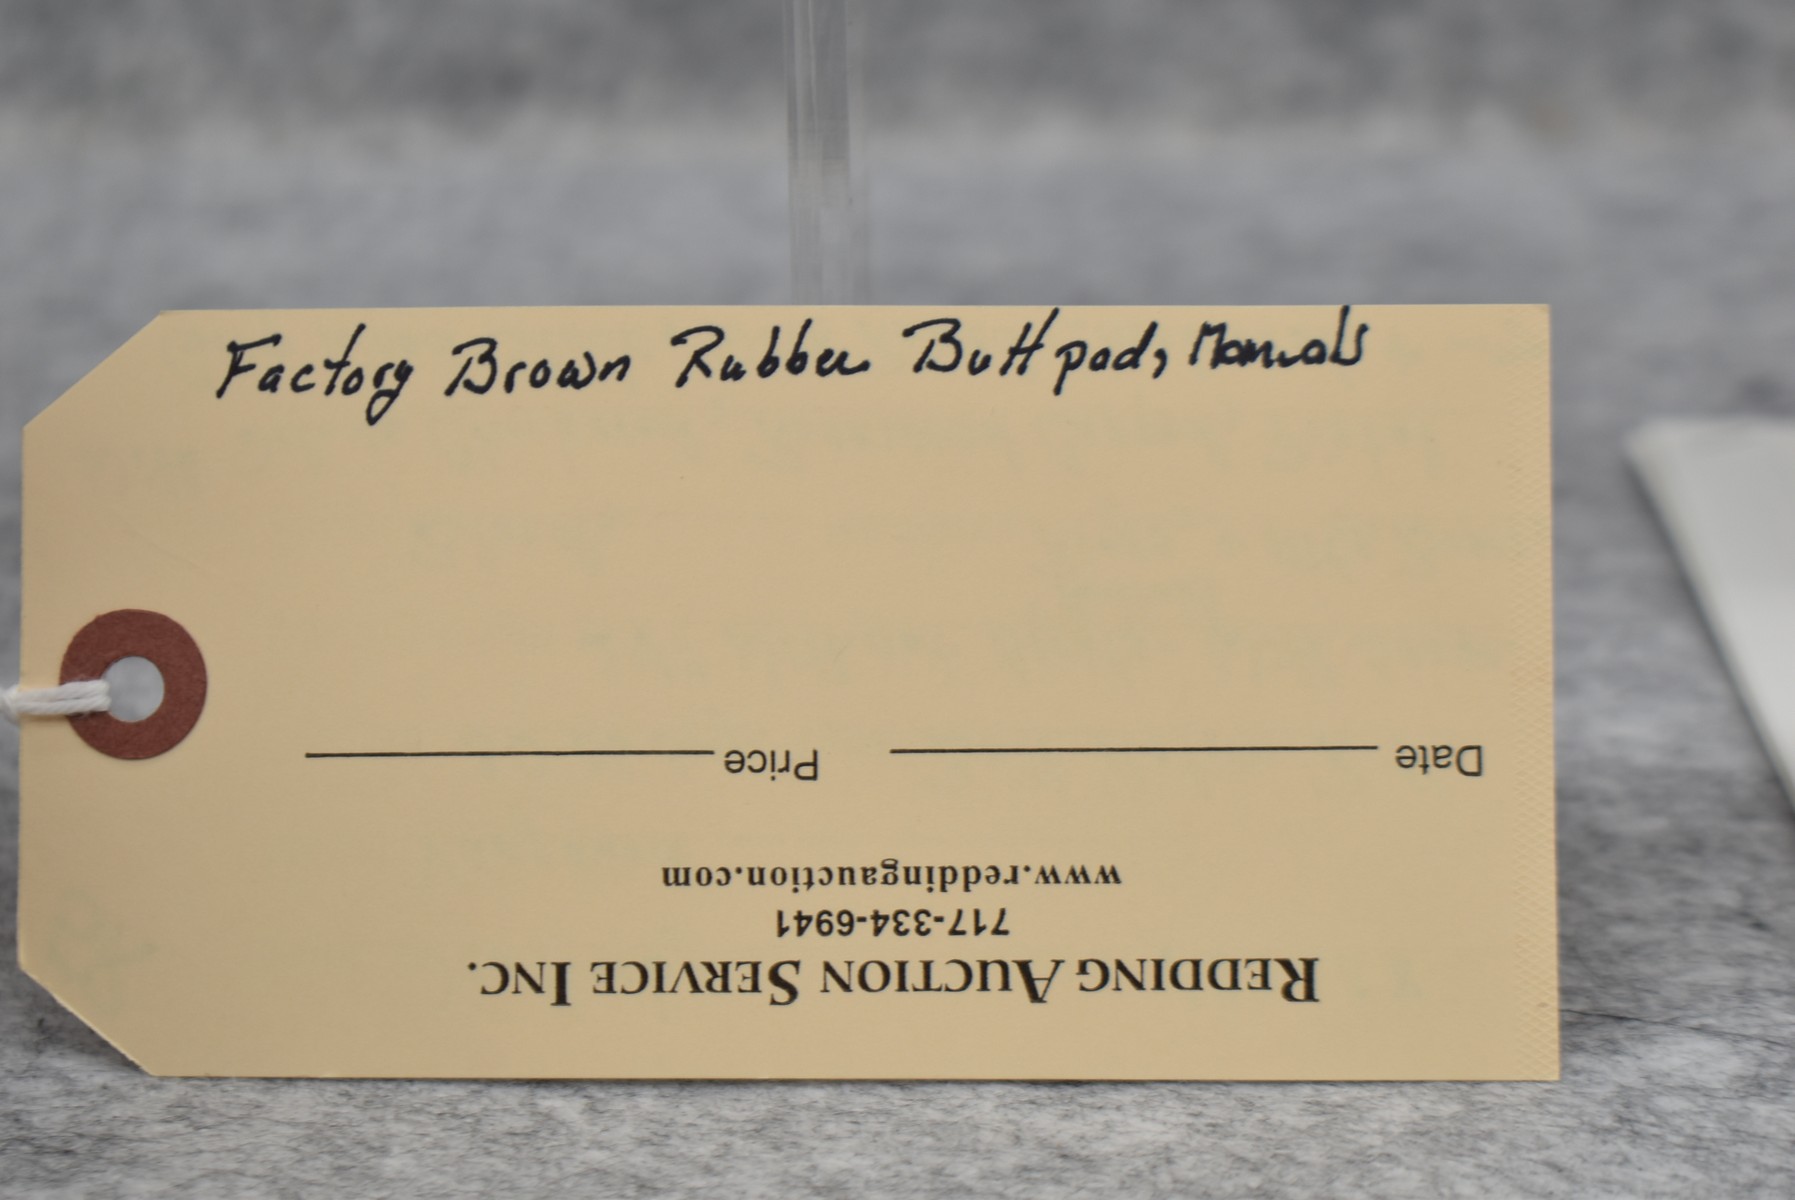 Factory Brown Rubber Buttpad, Manuals
REDDING AUCTION SERVICE INC.
717-334-6941
www.reddingauction.com
Date Price